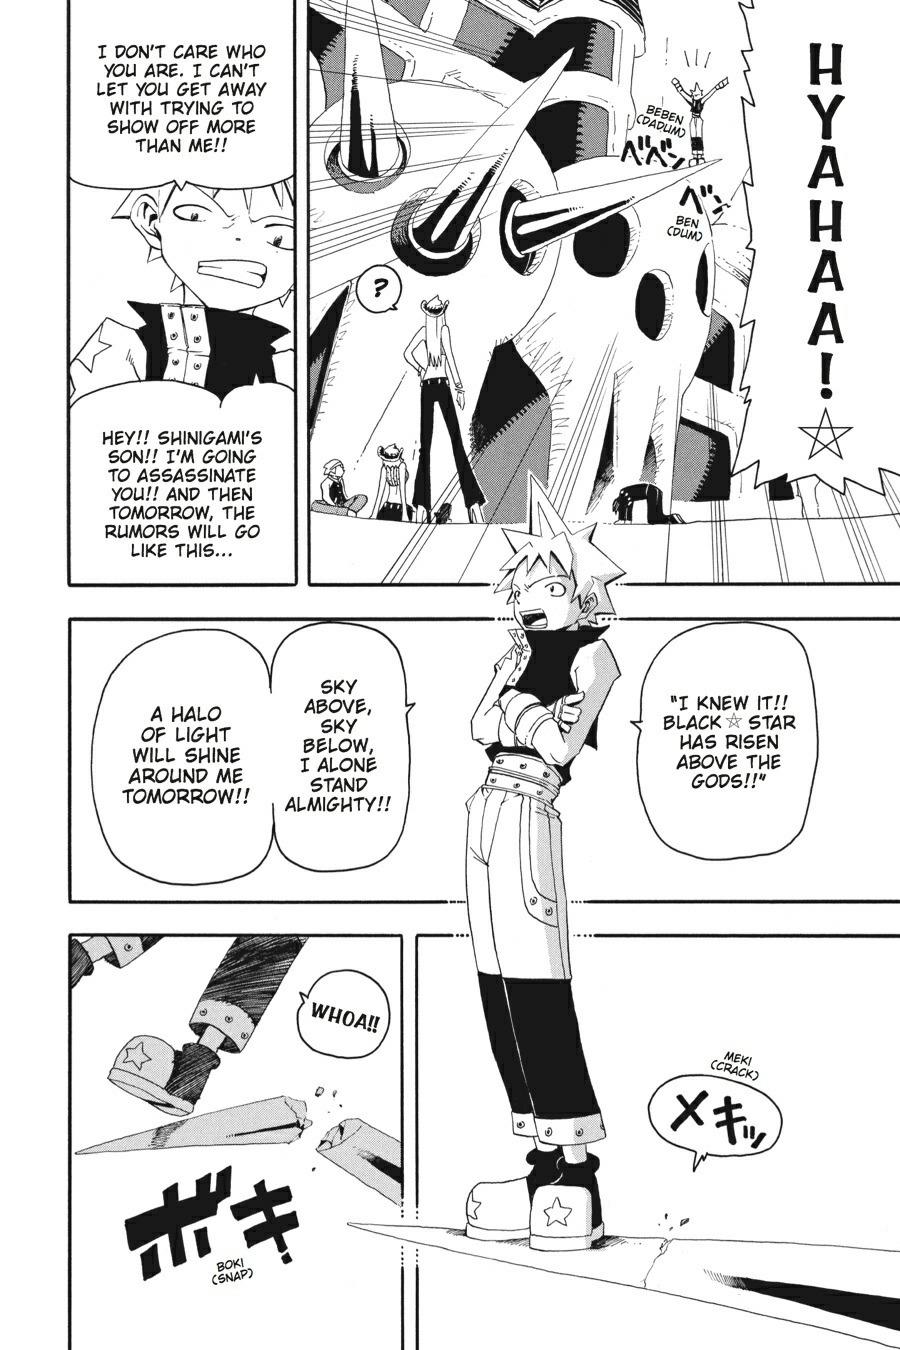 HYAHAA!☆
BEBEN
(DADUM)
ベベン
ベン
BEN
(DUM)
?
I DON'T CARE WHO
YOU ARE. I CAN'T
LET YOU GET AWAY
WITH TRYING TO
SHOW OFF MORE
THAN ME!!
HEY!! SHINIGAMI'S
SON!! I'M GOING
TO ASSASSINATE
YOU!! AND THEN
TOMORROW, THE
RUMORS WILL GO
LIKE THIS...
"I KNEW IT!!
BLACK☆STAR
HAS RISEN
ABOVE THE
GODS!!"
SKY
ABOVE,
SKY
BELOW,
I ALONE
STAND
ALMIGHTY!!
A HALO
OF LIGHT
WILL SHINE
AROUND ME
TOMORROW!!
MEKI
(CRACK)
メキッ
WHOA!!
ボキ
BOKI
(SNAP)